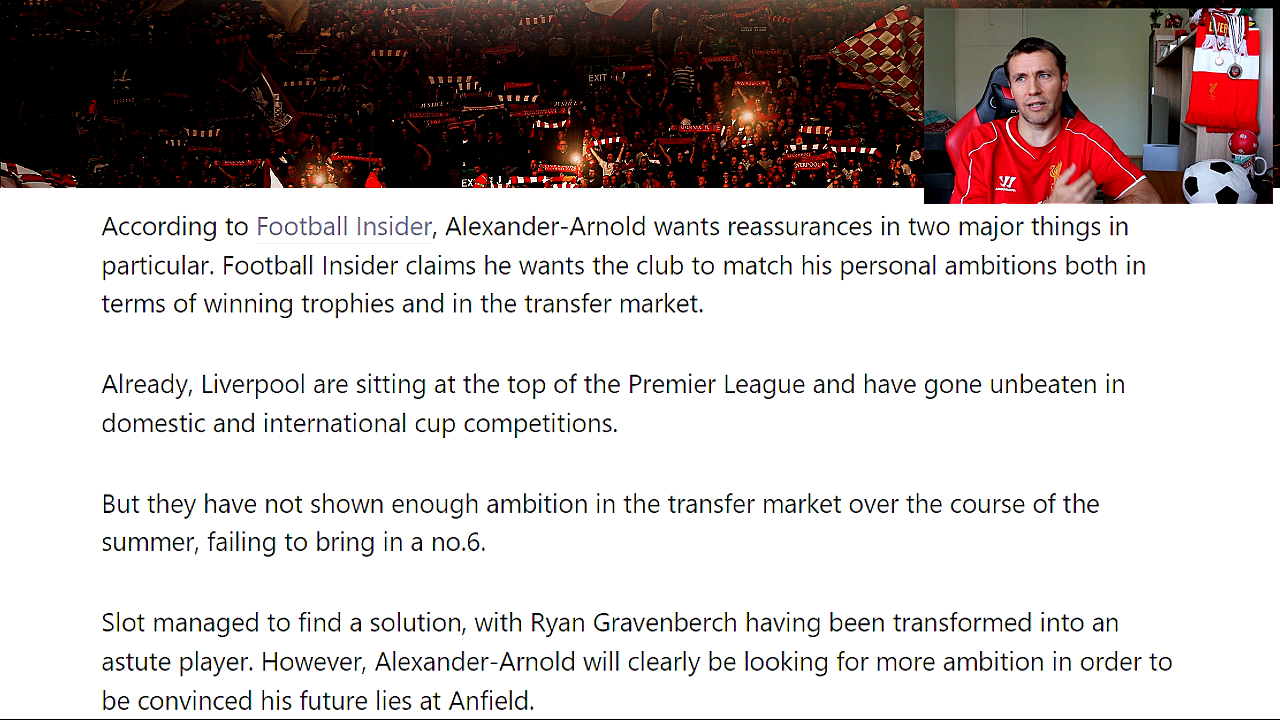 EXIT
According to Football Insider, Alexander-Arnold wants reassurances in two major things in
particular. Football Insider claims he wants the club to match his personal ambitions both in
terms of winning trophies and in the transfer market.
Already, Liverpool are sitting at the top of the Premier League and have gone unbeaten in
domestic and international cup competitions.
But they have not shown enough ambition in the transfer market over the course of the
summer, failing to bring in a no.6.
Slot managed to find a solution, with Ryan Gravenberch having been transformed into an
astute player. However, Alexander-Arnold will clearly be looking for more ambition in order to
be convinced his future lies at Anfield.